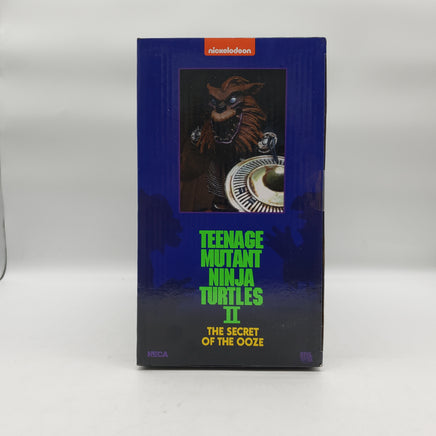 nickelodeon
TEENAGE
MUTANT
NINJA
TURTLES
II
THE SECRET
OF THE OOZE
NECA